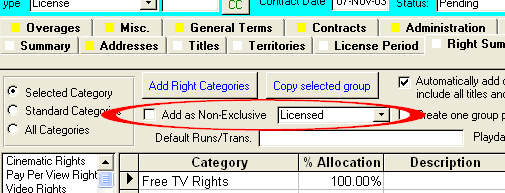 ype License CC Contract Date 07-Nov-03 Status: Pending
Overages Misc. General Terms Contracts Administration
Summary Addresses Titles Territories License Period Right Sum
Selected Category Add Right Categories Copy selected group Automatically add
include all titles and
Standard Categories Add as Non-Exclusive Licensed Create one group p
All Categories
Default Runs/Trans. Playda
Cinematic Rights
Pay Per View Right
Video Rights
Category % Allocation Description
Free TV Rights 100.00%